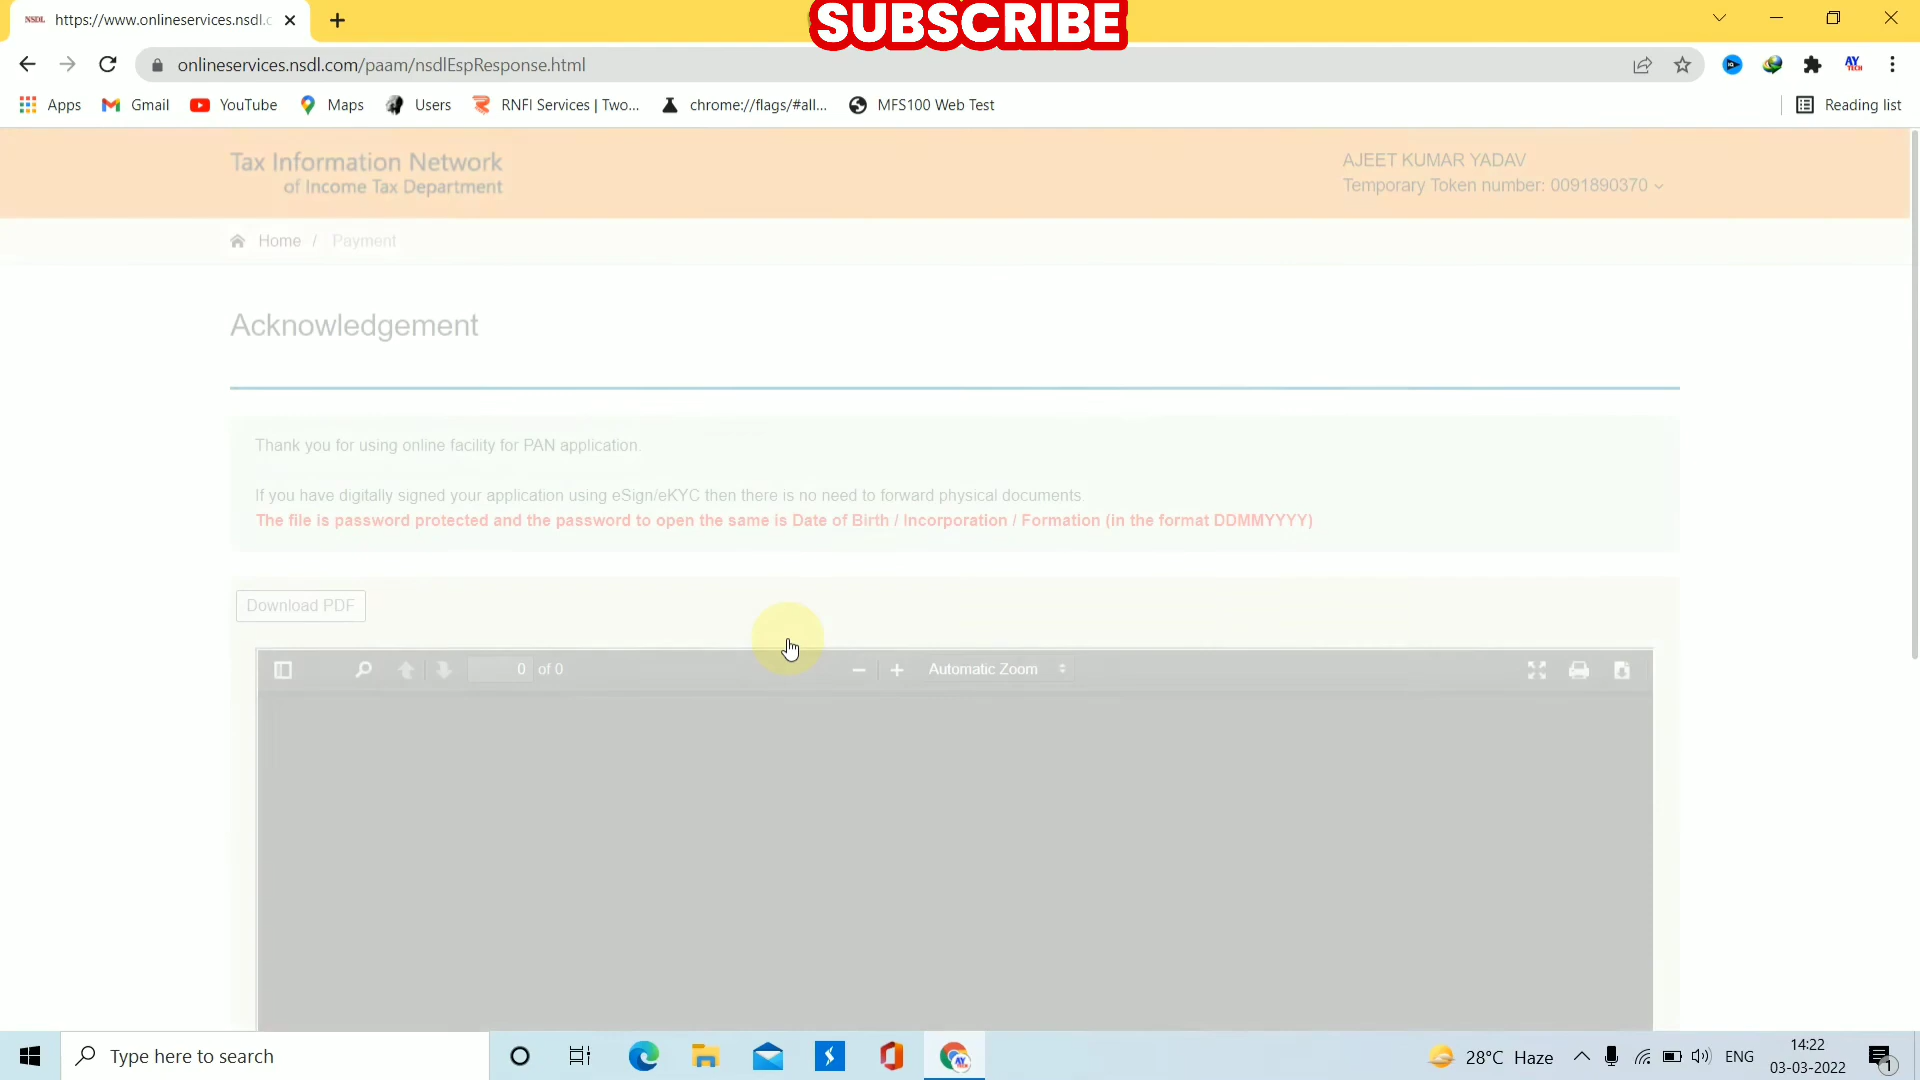 SUBSCRIBE
NSDL https://www.onlineservices.nsdl.c
onlineservices.nsdl.com/paam/nsdlEspResponse.html
AY TECH
Apps Gmail YouTube Maps Users RNFI Services | Two... chrome://flags/#all... MFS100 Web Test Reading list
Tax Information Network
of Income Tax Department
AJEET KUMAR YADAV
Temporary Token number: 0091890370
Home / Payment
Acknowledgement
Thank you for using online facility for PAN application.
If you have digitally signed your application using eSign/eKYC then there is no need to forward physical documents.
The file is password protected and the password to open the same is Date of Birth / Incorporation / Formation (in the format DDMMYYYY)
Download PDF
0 of 0 Automatic Zoom
Type here to search
28°C Haze ENG
14:22
03-03-2022
1